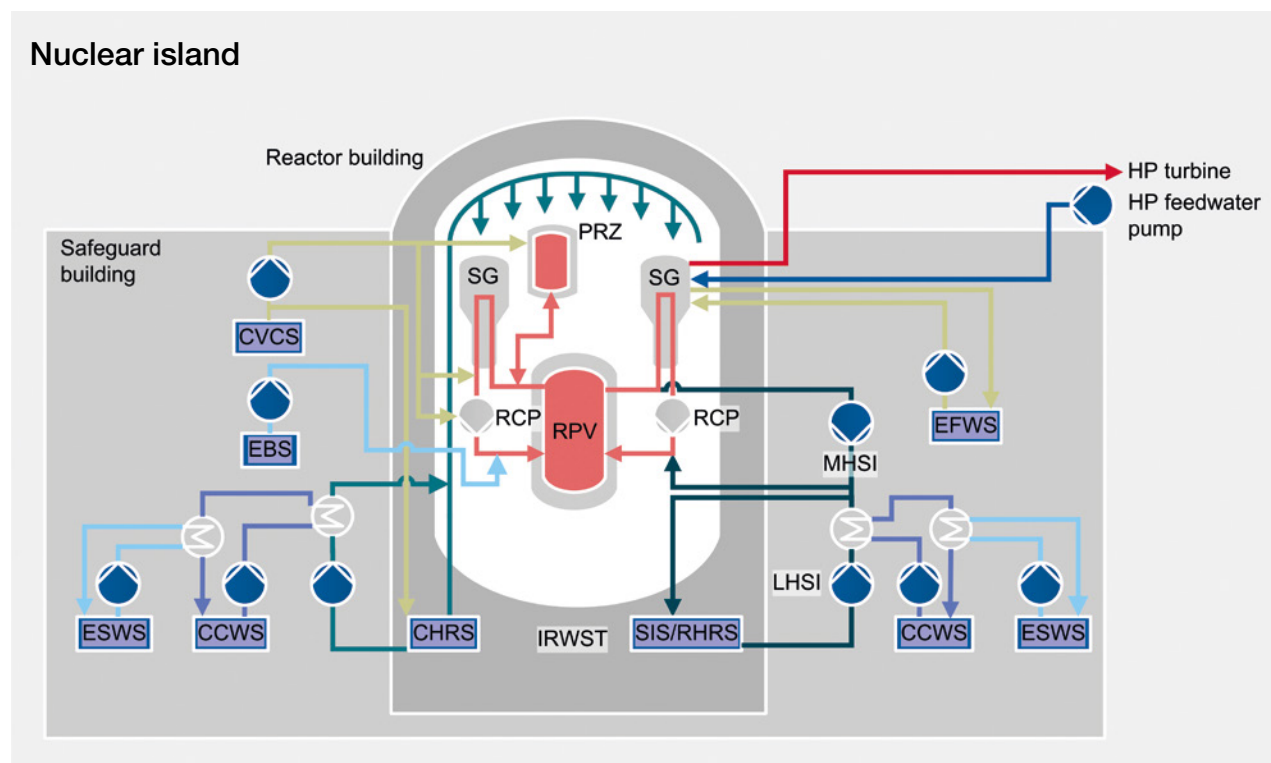 Nuclear island
Reactor building
HP turbine
HP feedwater
pump
PRZ
Safeguard
building
SG
SG
CVCS
RCP
RCP
RPV
EFWS
EBS
MHSI
LHSI
ESWS
CCWS
CHRS
IRWST
SIS/RHRS
CCWS
ESWS